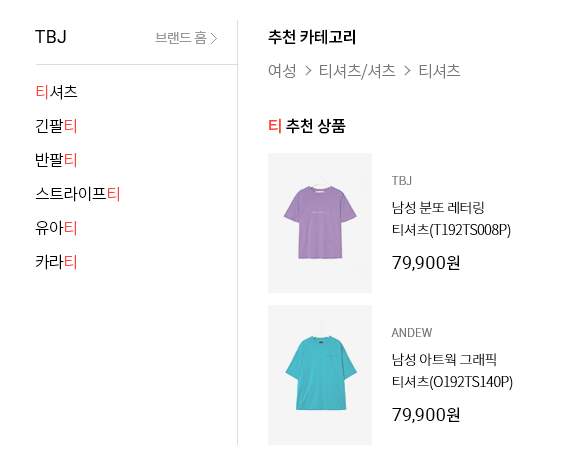 TBJ
브랜드 홈 >
티셔츠
긴팔티
반팔티
스트라이프티
유아티
카라티
추천 카테고리
여성 > 티셔츠/셔츠 > 티셔츠
티 추천 상품
TBJ
남성 분또 레터링
티셔츠(T192TS008P)
79,900원
ANDEW
남성 아트웍 그래픽
티셔츠(O192TS140P)
79,900원